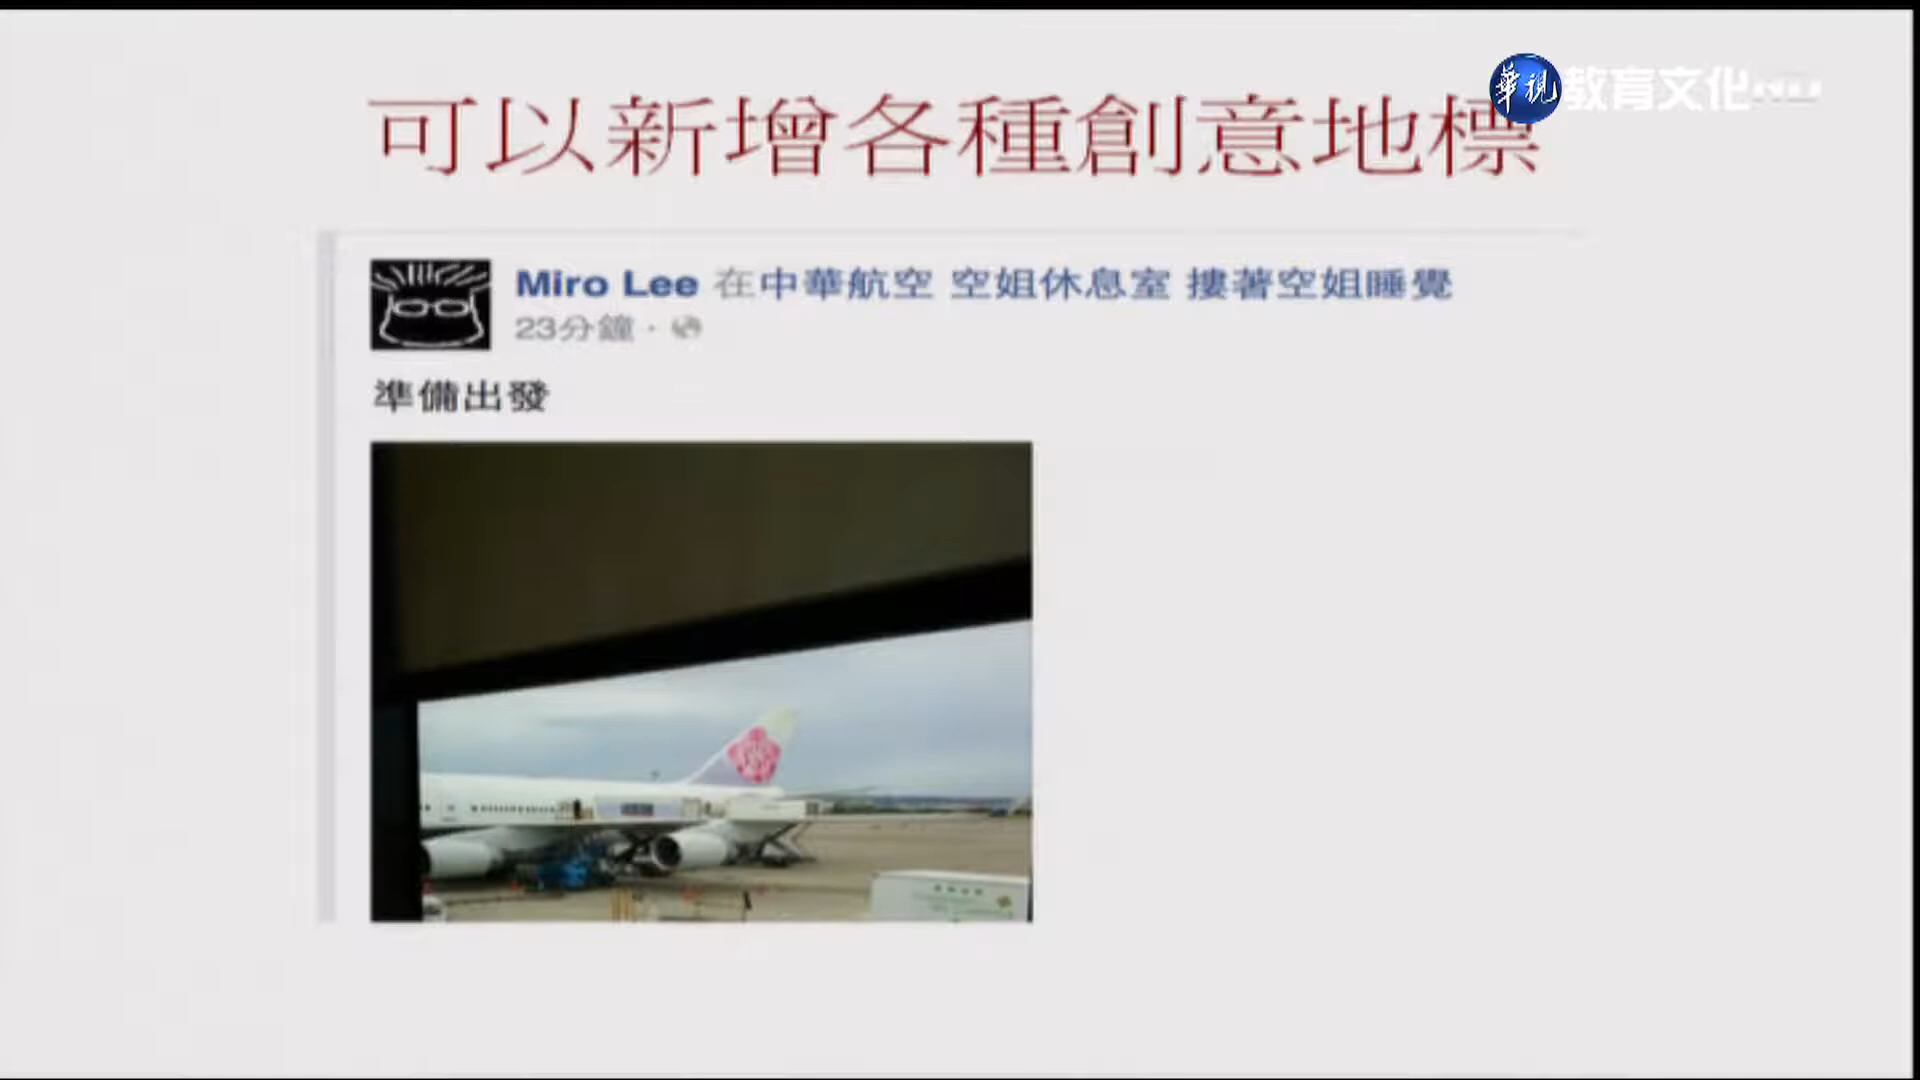 華視 教育文化
可以新增各種創意地標
Miro Lee 在中華航空 空姐休息室 摟著空姐睡覺
23分鐘 ·
準備出發